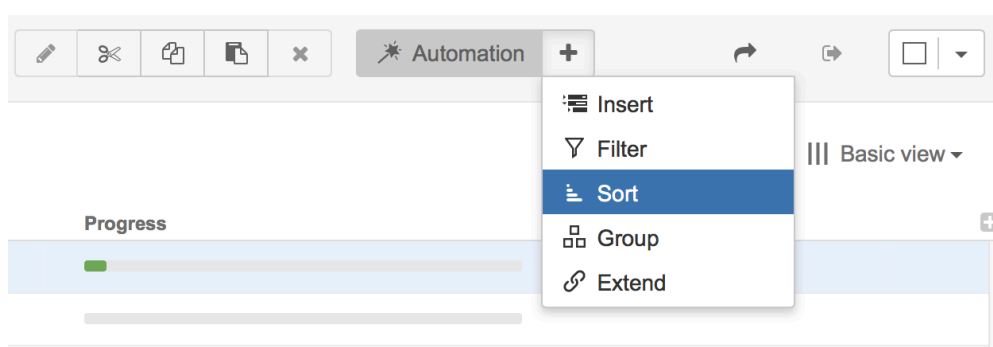 Automation
Insert
Filter
Basic view
Sort
Progress
Group
Extend